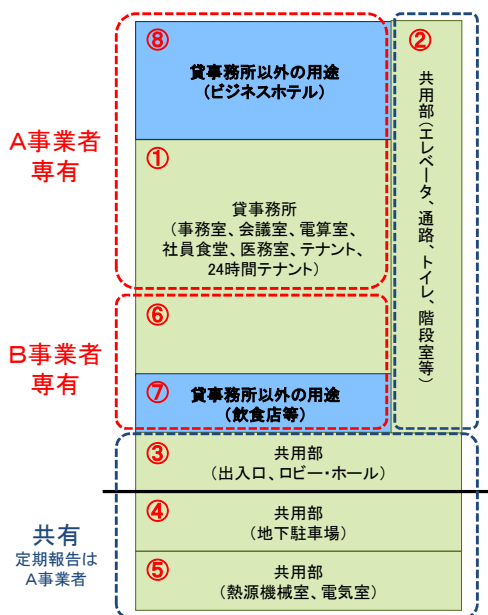 ⑧
貸事務所以外の用途
(ビジネスホテル)
②
共用部(エレベータ、通路、トイレ、階段室等)
A事業者
専有
①
貸事務所
(事務室、会議室、電算室、
社員食堂、医務室、テナント、
24時間テナント)
B事業者
専有
⑥
⑦
貸事務所以外の用途
(飲食店等)
③
共用部
(出入口、ロビー・ホール)
④
共用部
(地下駐車場)
共有
定期報告は
A事業者
⑤
共用部
(熱源機械室、電気室)